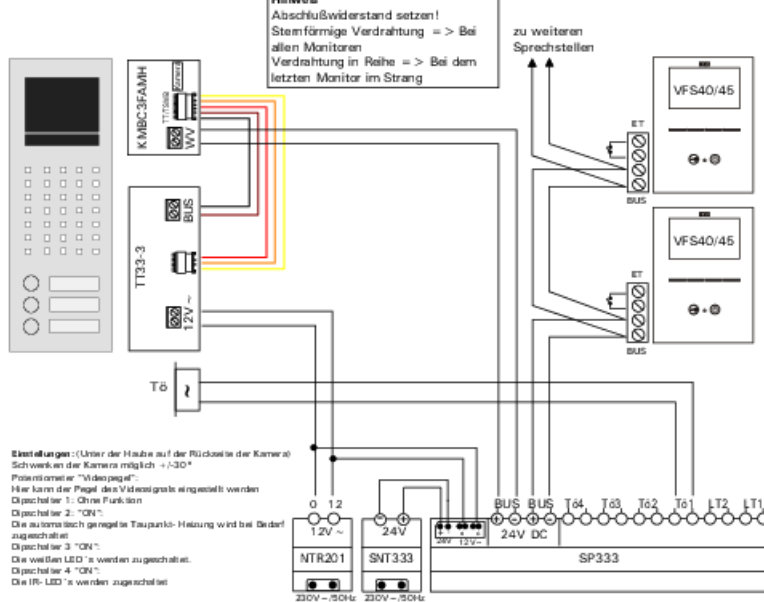 Hinweis
Abschlußwiderstand setzen!
Sternförmige Verdrahtung = > Bei
allen Monitoren
Verdrahtung in Reihe = > Bei dem
letzten Monitor im Strang
zu weiteren
Sprechstellen
KMBC3FAMH
Kamera
TT/TSWB
WV
VFS40/45
ET
BUS
TT33-3
BUS
12V ~
VFS40/45
ET
BUS
Tö
~
Einstellungen: (Unter der Haube auf der Rückseite der Kamera)
Schwenken der Kamera möglich +/-30°
Potentiometer "Videopegel":
Hier kann der Pegel des Videosignals eingestellt werden
Dipschalter 1: Ohne Funktion
Dipschalter 2: "ON":
Die automatisch geregelte Taupunkt- Heizung wird bei Bedarf
zugeschaltet
Dipschalter 3 "ON":
Die weißen LED`s werden zugeschaltet.
Dipschalter 4 "ON":
Die IR- LED`s werden zugeschaltet
0 12
12V ~
NTR201
230V~/50Hz
- +
24V
SNT333
230V~/50Hz
24V 12V~
BUS BUS Tö4 Tö3 Tö2 Tö1 LT2 LT1
24V DC
SP333